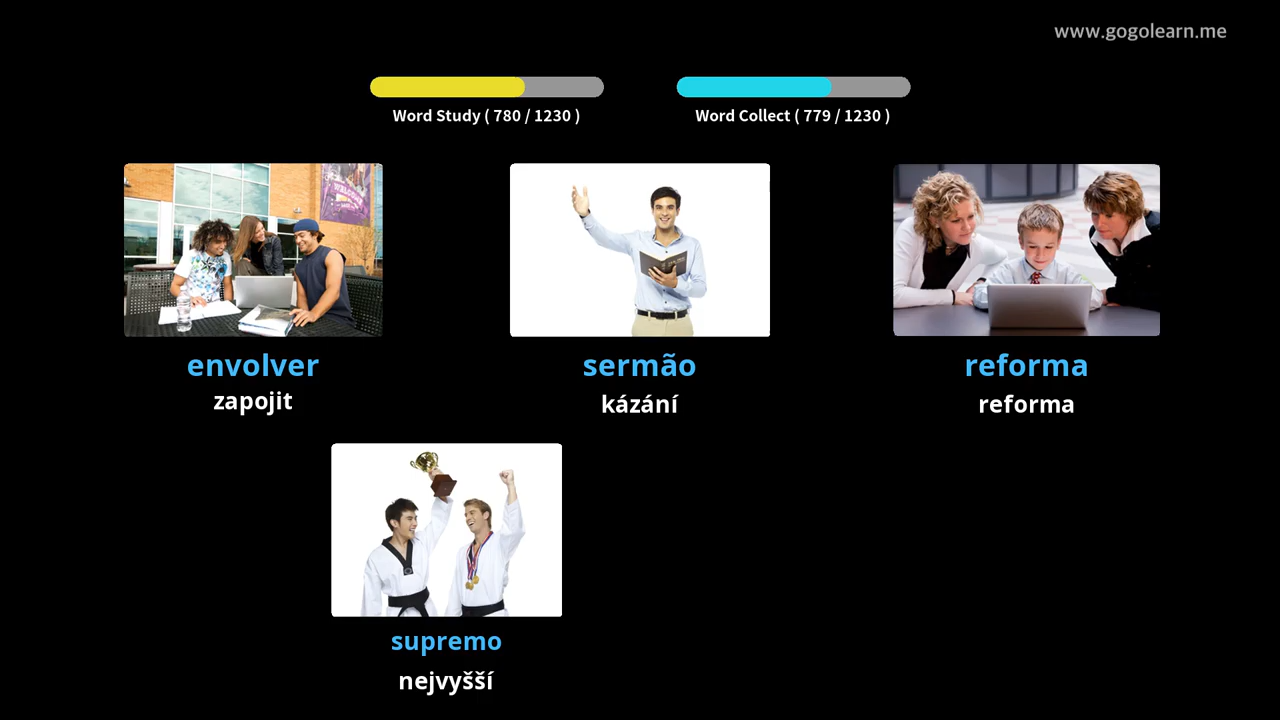 www.gogolearn.me
Word Study ( 780 / 1230 )
Word Collect ( 779 / 1230 )
WELCOME
envolver
zapojit
sermão
kázání
reforma
reforma
supremo
nejvyšší